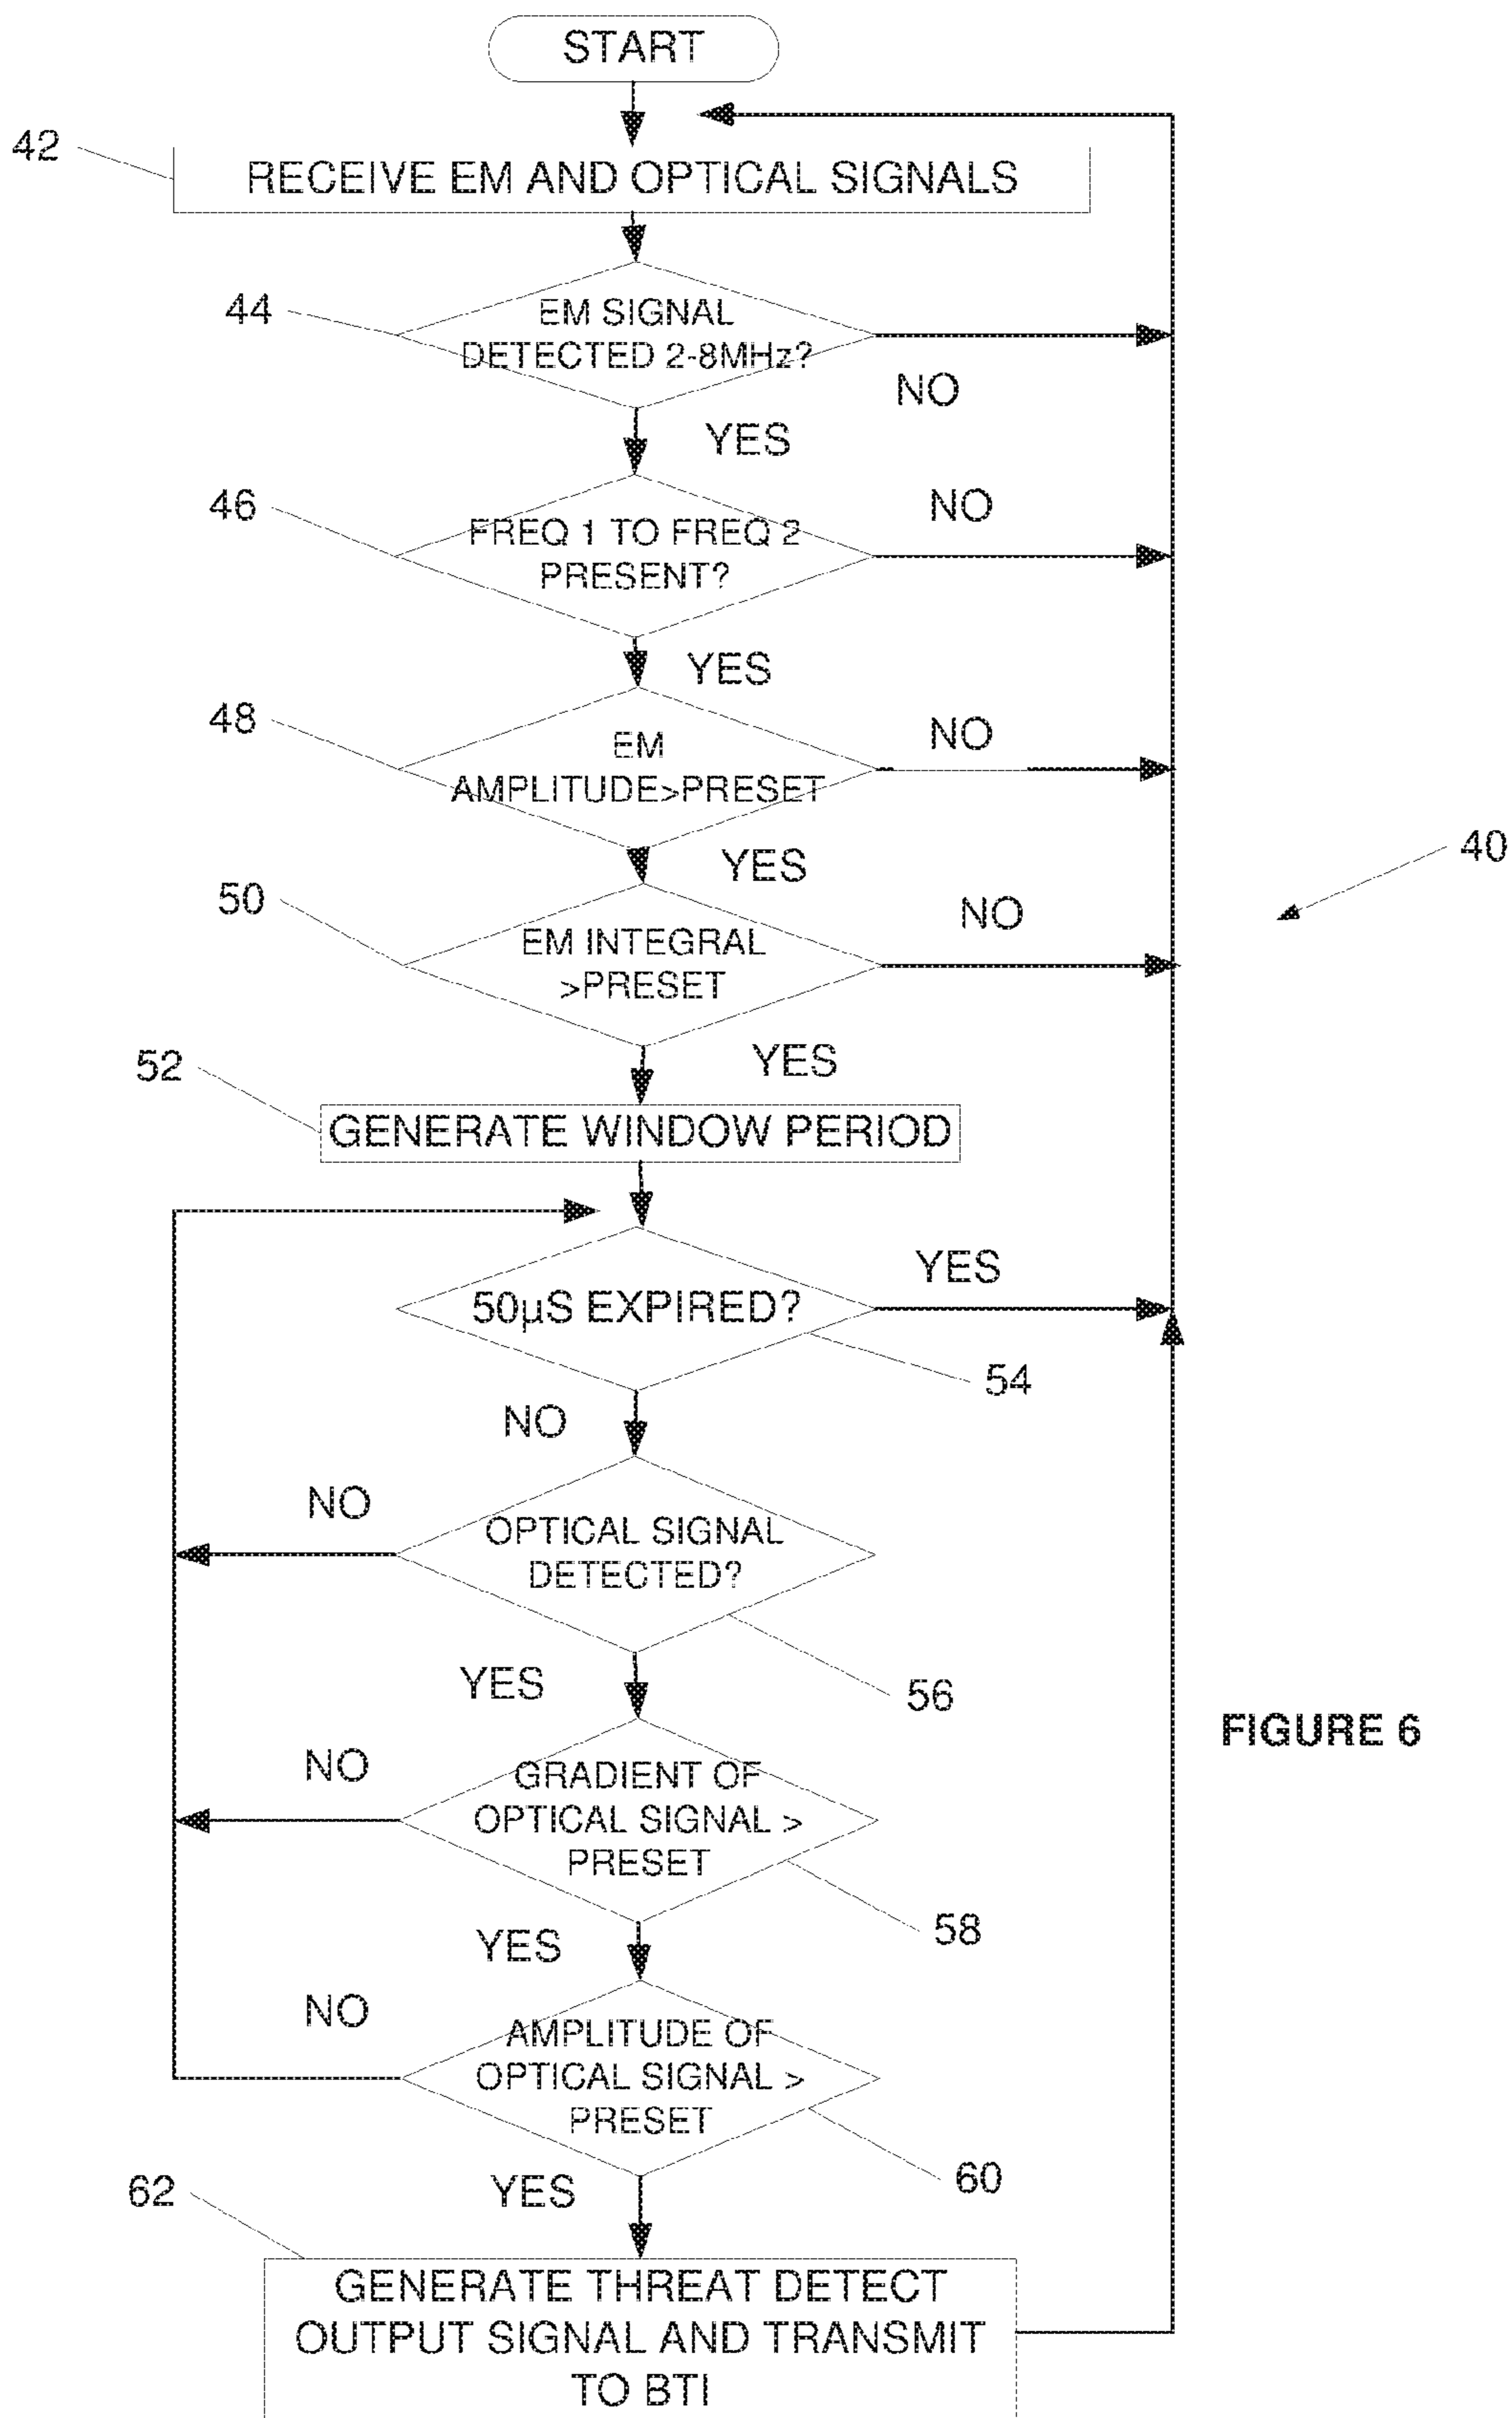 START
42
RECEIVE EM AND OPTICAL SIGNALS
44
EM SIGNAL
DETECTED 2-8MHz?
NO
YES
46
FREQ 1 TO FREQ 2
PRESENT?
NO
YES
48
EM
AMPLITUDE>PRESET
NO
YES
40
50
EM INTEGRAL
>PRESET
NO
YES
52
GENERATE WINDOW PERIOD
50µS EXPIRED?
YES
54
NO
OPTICAL SIGNAL
DETECTED?
NO
56
YES
FIGURE 6
GRADIENT OF
OPTICAL SIGNAL >
PRESET
NO
58
YES
AMPLITUDE OF
OPTICAL SIGNAL >
PRESET
NO
60
YES
62
GENERATE THREAT DETECT
OUTPUT SIGNAL AND TRANSMIT
TO BTI